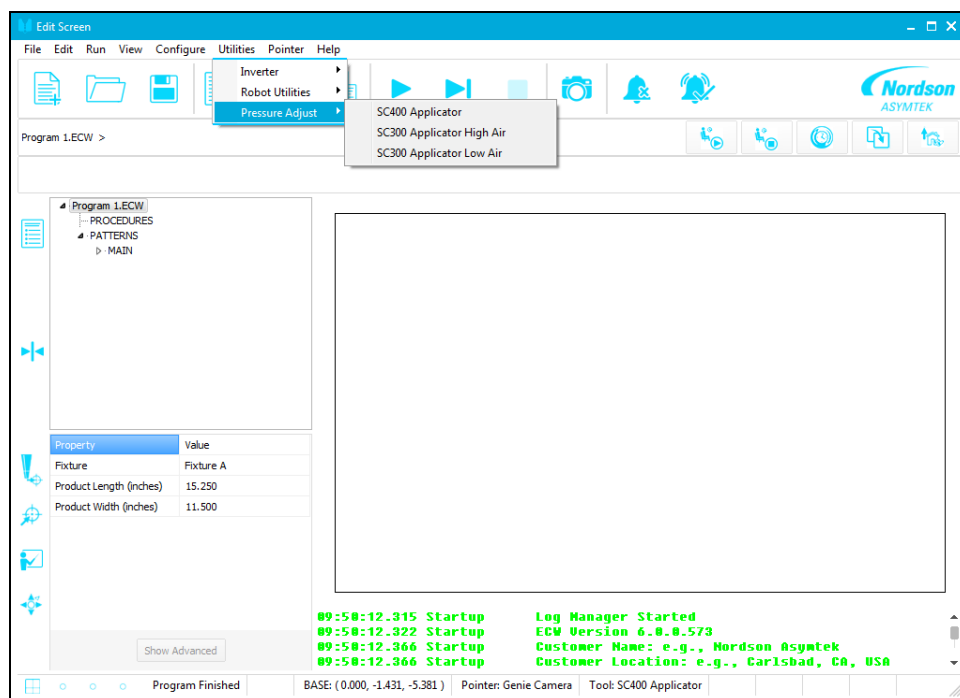 Edit Screen
File Edit Run View Configure Utilities Pointer Help
Inverter
Robot Utilities
Pressure Adjust
SC400 Applicator
SC300 Applicator High Air
SC300 Applicator Low Air
Nordson
ASYMTEK
Program 1.ECW >
Program 1.ECW
PROCEDURES
PATTERNS
MAIN
Property Value
Fixture Fixture A
Product Length (inches) 15.250
Product Width (inches) 11.500
Show Advanced
09:50:12.315 Startup Log Manager Started
09:50:12.322 Startup ECW Version 6.0.0.573
09:50:12.366 Startup Customer Name: e.g., Nordson Asymtek
09:50:12.366 Startup Customer Location: e.g., Carlsbad, CA, USA
Program Finished BASE: ( 0.000, -1.431, -5.381 ) Pointer: Genie Camera Tool: SC400 Applicator